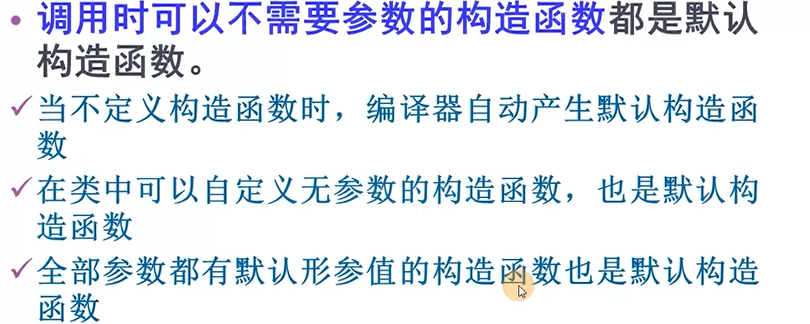 • 调用时可以不需要参数的构造函数都是默认
构造函数。
✓当不定义构造函数时，编译器自动产生默认构造函
数
✓在类中可以自定义无参数的构造函数，也是默认构
造函数
✓全部参数都有默认形参值的构造函数也是默认构造
函数